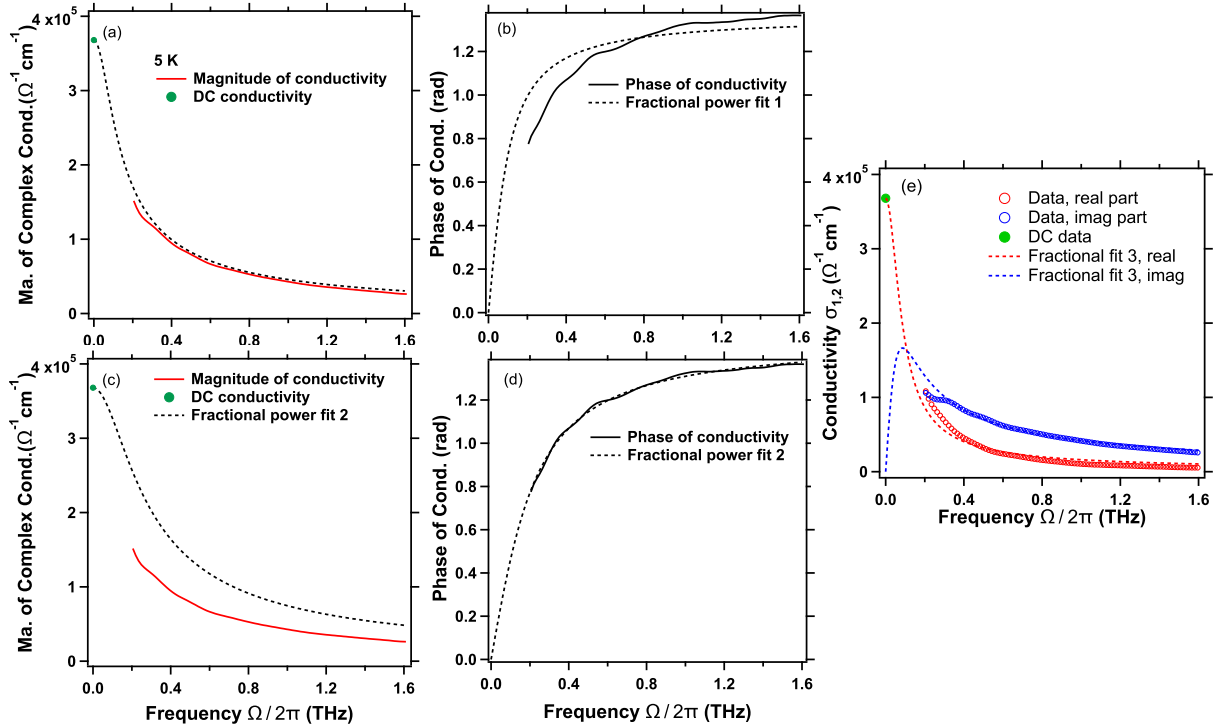 (a)
4 x10⁵
3
2
1
0
0.0 0.4 0.8 1.2 1.6
Ma. of Complex Cond.(Ω⁻¹ cm⁻¹)
5 K
Magnitude of conductivity
DC conductivity
(b)
1.2
1.0
0.8
0.6
0.4
0.2
0.0
0.0 0.4 0.8 1.2 1.6
Phase of Cond. (rad)
Phase of conductivity
Fractional power fit 1
(c)
4 x10⁵
3
2
1
0
0.0 0.4 0.8 1.2 1.6
Ma. of Complex Cond.(Ω⁻¹ cm⁻¹)
Magnitude of conductivity
DC conductivity
Fractional power fit 2
Frequency Ω / 2π (THz)
(d)
1.2
1.0
0.8
0.6
0.4
0.2
0.0
0.0 0.4 0.8 1.2 1.6
Phase of Cond. (rad)
Phase of conductivity
Fractional power fit 2
Frequency Ω / 2π (THz)
(e)
4 x10⁵
3
2
1
0
0.0 0.4 0.8 1.2 1.6
Conductivity σ₁,₂ (Ω⁻¹ cm⁻¹)
Data, real part
Data, imag part
DC data
Fractional fit 3, real
Fractional fit 3, imag
Frequency Ω / 2π (THz)